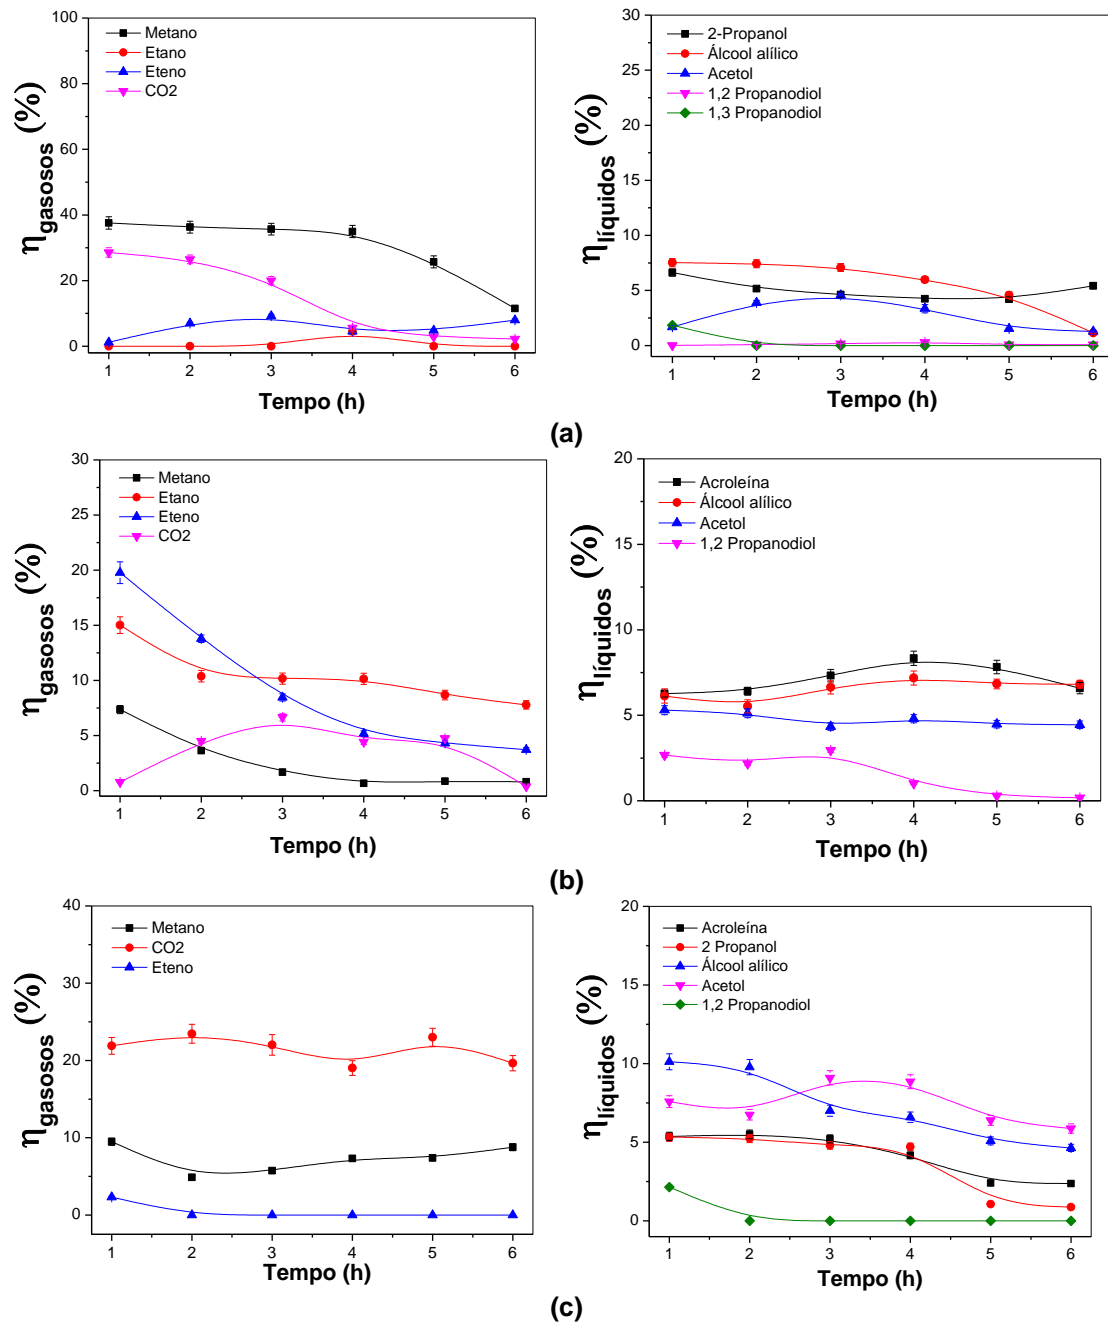 100
80
60
40
20
0
Metano
Etano
Eteno
CO2
ηgasosos (%)
1 2 3 4 5 6
Tempo (h)
30
25
20
15
10
5
0
2-Propanol
Álcool alílico
Acetol
1,2 Propanodiol
1,3 Propanodiol
ηlíquidos (%)
1 2 3 4 5 6
Tempo (h)
(a)
30
25
20
15
10
5
0
Metano
Etano
Eteno
CO2
ηgasosos (%)
1 2 3 4 5 6
Tempo (h)
20
15
10
5
0
Acroleína
Álcool alílico
Acetol
1,2 Propanodiol
ηlíquidos (%)
1 2 3 4 5 6
Tempo (h)
(b)
40
30
20
10
0
Metano
CO2
Eteno
ηgasosos (%)
1 2 3 4 5 6
Tempo (h)
20
15
10
5
0
Acroleína
2 Propanol
Álcool alílico
Acetol
1,2 Propanodiol
ηlíquidos (%)
1 2 3 4 5 6
Tempo (h)
(c)